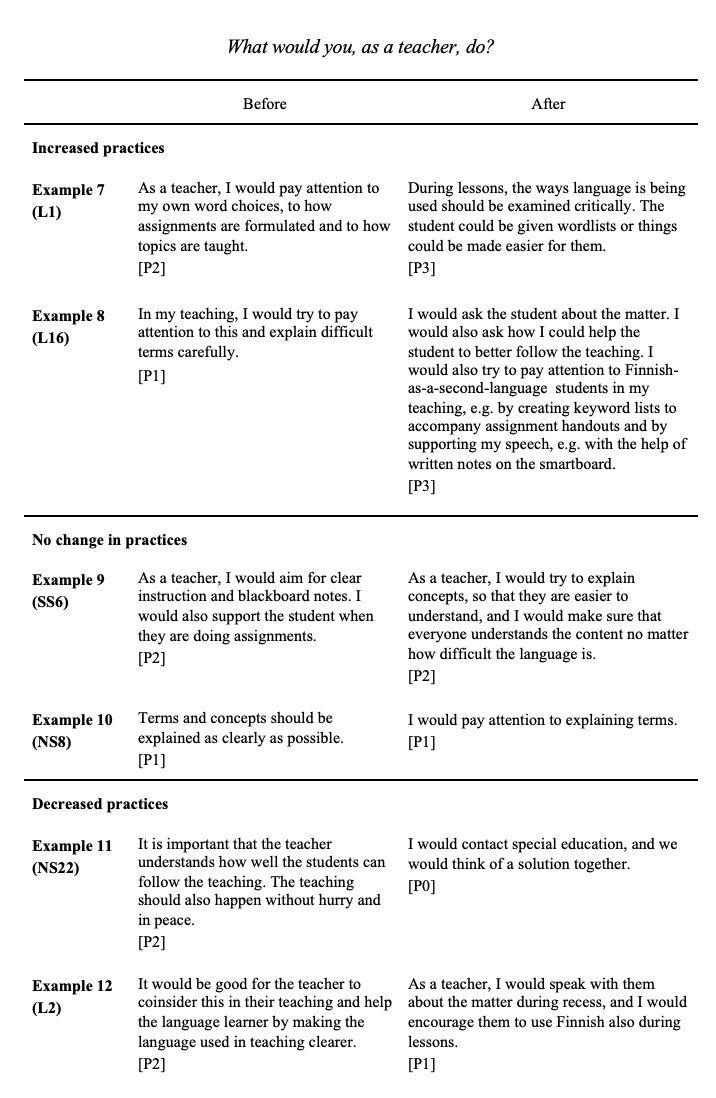 What would you, as a teacher, do?
Before After
Increased practices
Example 7
(L1)
As a teacher, I would pay attention to
my own word choices, to how
assignments are formulated and to how
topics are taught.
[P2]
During lessons, the ways language is being
used should be examined critically. The
student could be given wordlists or things
could be made easier for them.
[P3]
Example 8
(L16)
In my teaching, I would try to pay
attention to this and explain difficult
terms carefully.
[P1]
I would ask the student about the matter. I
would also ask how I could help the
student to better follow the teaching. I
would also try to pay attention to Finnish-
as-a-second-language students in my
teaching, e.g. by creating keyword lists to
accompany assignment handouts and by
supporting my speech, e.g. with the help of
written notes on the smartboard.
[P3]
No change in practices
Example 9
(SS6)
As a teacher, I would aim for clear
instruction and blackboard notes. I
would also support the student when
they are doing assignments.
[P2]
As a teacher, I would try to explain
concepts, so that they are easier to
understand, and I would make sure that
everyone understands the content no matter
how difficult the language is.
[P2]
Example 10
(NS8)
Terms and concepts should be
explained as clearly as possible.
[P1]
I would pay attention to explaining terms.
[P1]
Decreased practices
Example 11
(NS22)
It is important that the teacher
understands how well the students can
follow the teaching. The teaching
should also happen without hurry and
in peace.
[P2]
I would contact special education, and we
would think of a solution together.
[P0]
Example 12
(L2)
It would be good for the teacher to
coinsider this in their teaching and help
the language learner by making the
language used in teaching clearer.
[P2]
As a teacher, I would speak with them
about the matter during recess, and I would
encourage them to use Finnish also during
lessons.
[P1]